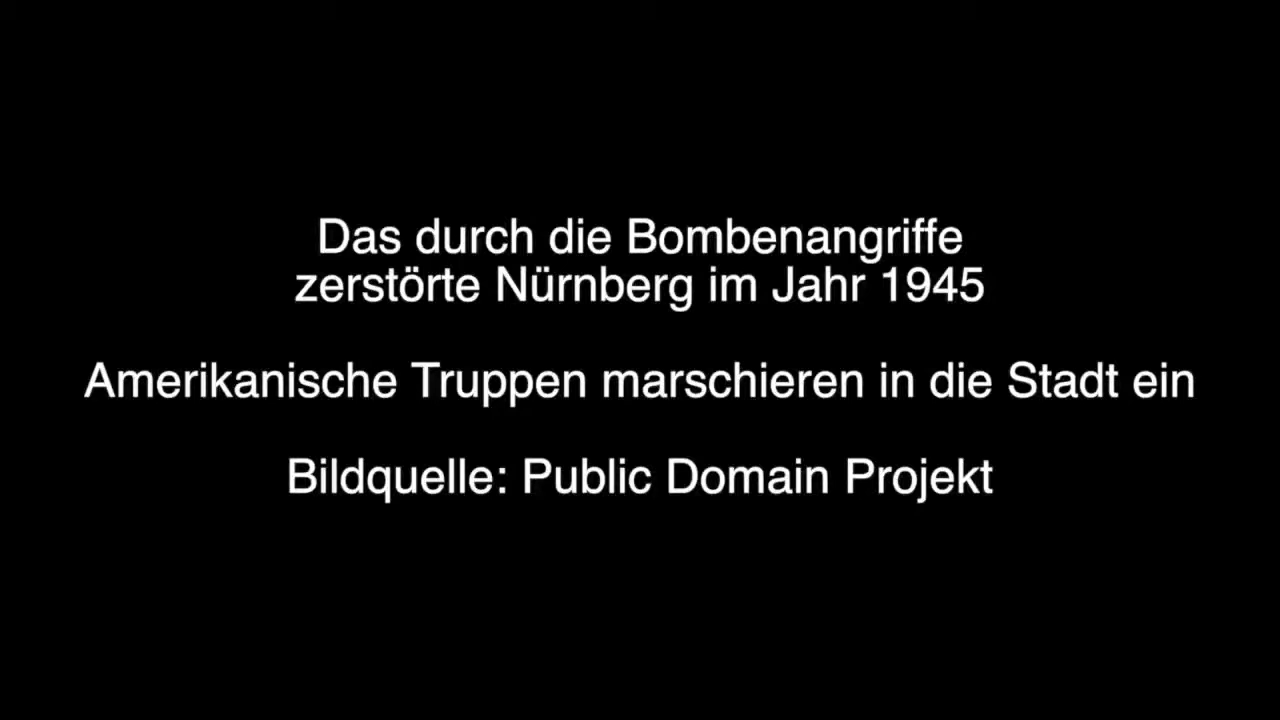 Das durch die Bombenangriffe
zerstörte Nürnberg im Jahr 1945
Amerikanische Truppen marschieren in die Stadt ein
Bildquelle: Public Domain Projekt